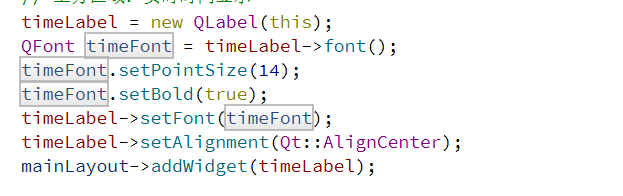 timeLabel = new QLabel(this);
QFont timeFont = timeLabel->font();
timeFont.setPointSize(14);
timeFont.setBold(true);
timeLabel->setFont(timeFont);
timeLabel->setAlignment(Qt::AlignCenter);
mainLayout->addWidget(timeLabel);